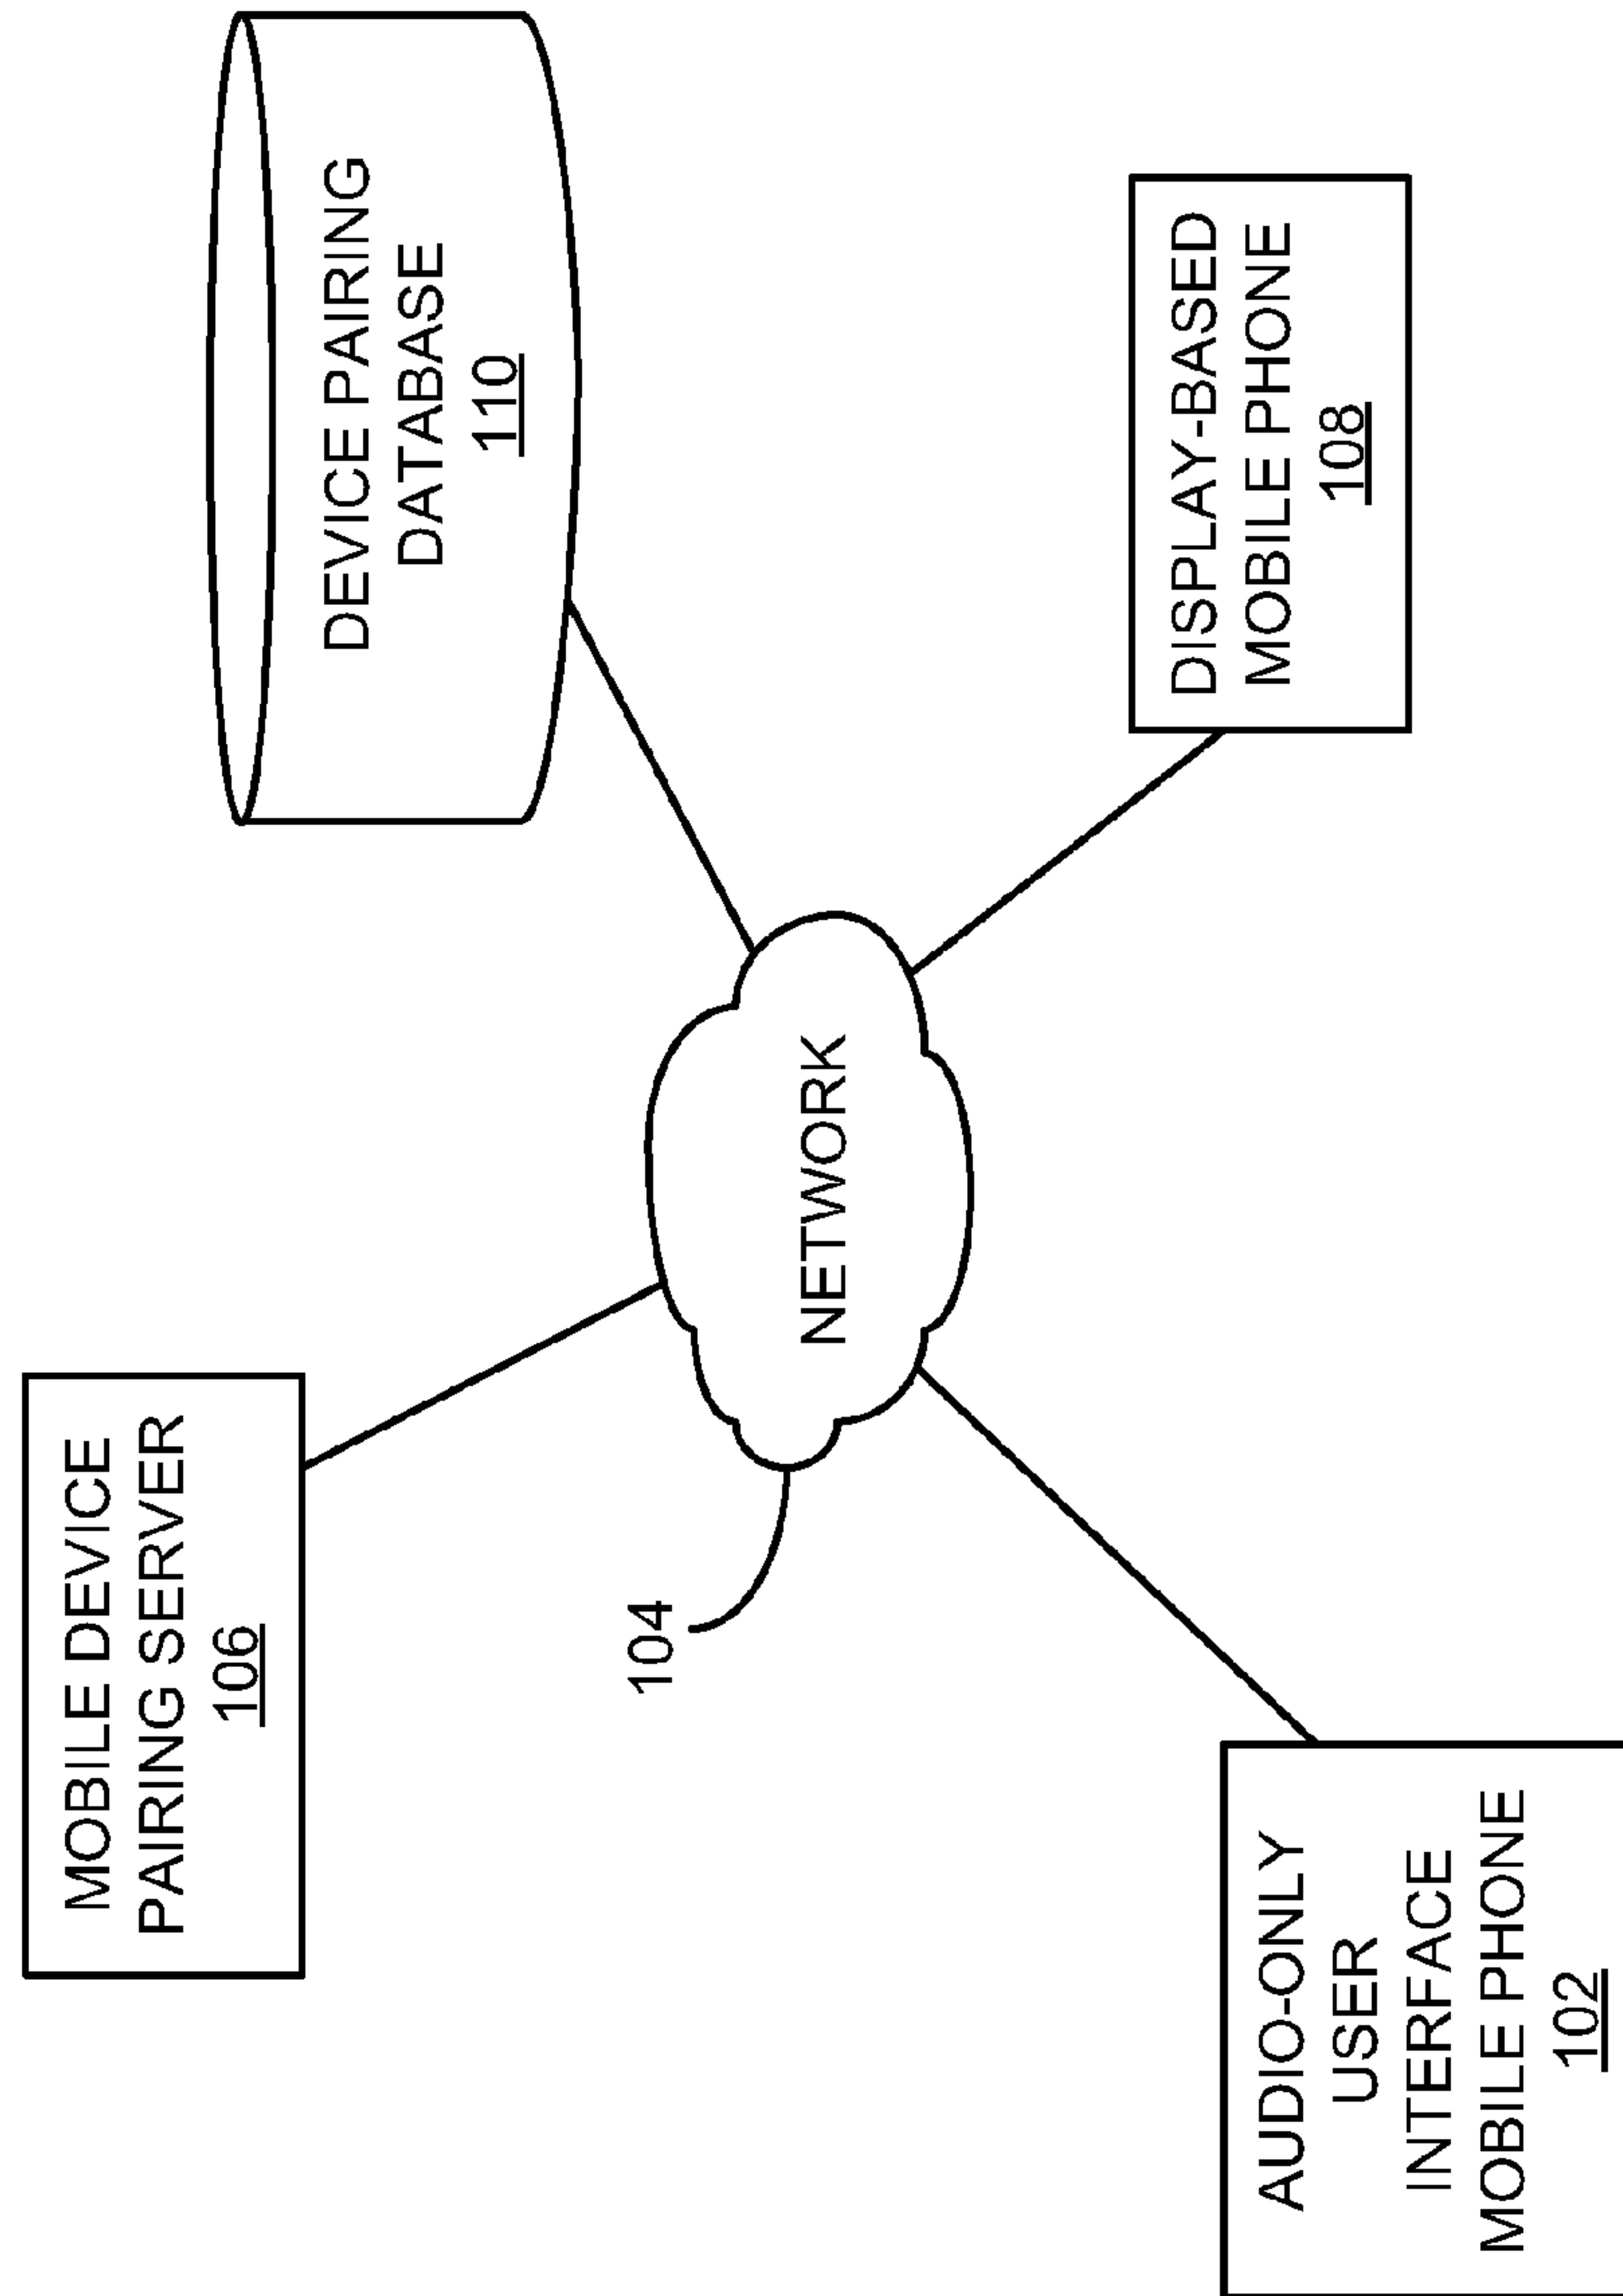 MOBILE DEVICE
PAIRING SERVER
106
DEVICE PAIRING
DATABASE
110
104
NETWORK
AUDIO-ONLY
USER
INTERFACE
MOBILE PHONE
102
DISPLAY-BASED
MOBILE PHONE
108